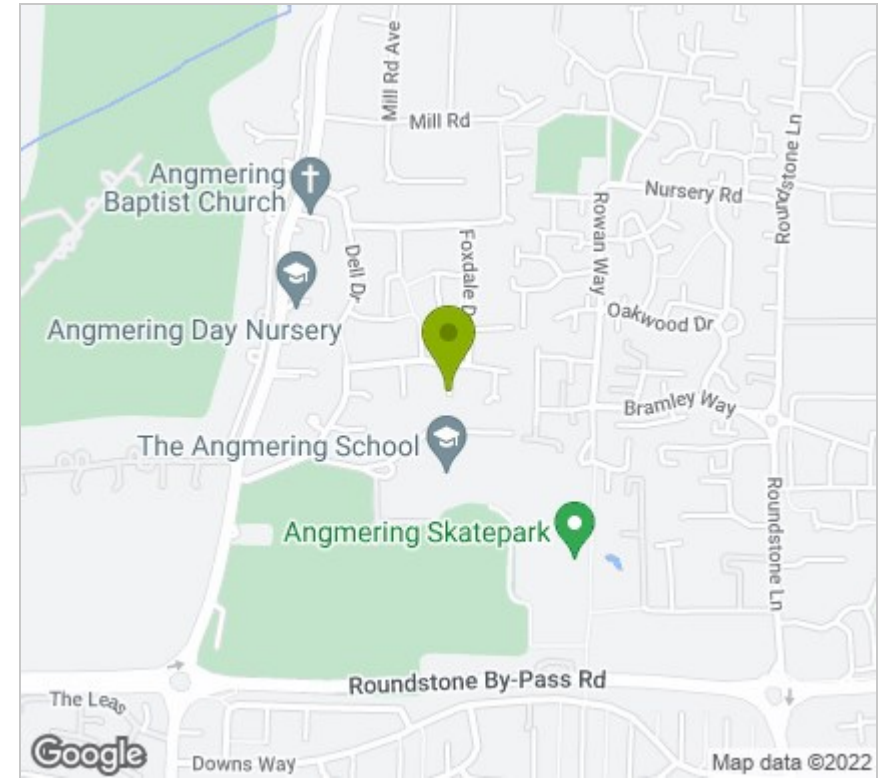 Mill Rd Ave
Mill Rd
Roundstone Ln
Angmering
Baptist Church
Nursery Rd
Rowan Way
Foxdale D
Dell Dr
Oakwood Dr
Angmering Day Nursery
Bramley Way
The Angmering School
Roundstone Ln
Angmering Skatepark
Roundstone By-Pass Rd
The Leas
Google
Downs Way
Map data ©2022